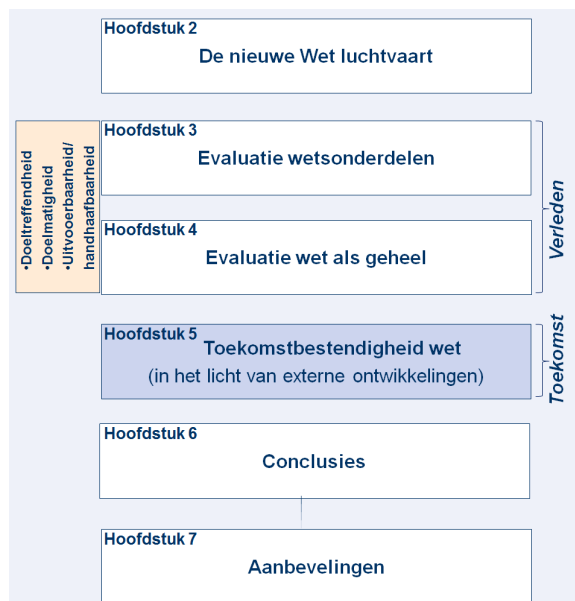 Hoofdstuk 2
De nieuwe Wet luchtvaart
•Doeltreffendheid
•Doelmatigheid
•Uitvooerbaarheid/
handhaafbaarheid
Hoofdstuk 3
Evaluatie wetsonderdelen
Hoofdstuk 4
Evaluatie wet als geheel
Verleden
Hoofdstuk 5
Toekomstbestendigheid wet
(in het licht van externe ontwikkelingen)
Toekomst
Hoofdstuk 6
Conclusies
Hoofdstuk 7
Aanbevelingen